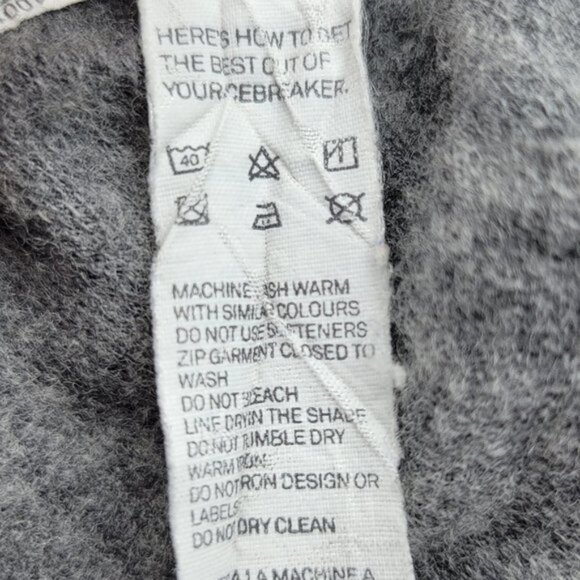 HERE'S HOW TO GET
THE BEST OUT OF
YOUR ICEBREAKER.
40
MACHINE WASH WARM
WITH SIMILAR COLOURS
DO NOT USE SOFTENERS
ZIP GARMENT CLOSED TO
WASH
DO NOT BLEACH
LINE DRY IN THE SHADE
DO NOT TUMBLE DRY
WARM IRON
DO NOT IRON DESIGN OR
LABELS
DO NOT DRY CLEAN
LA MACHINE A